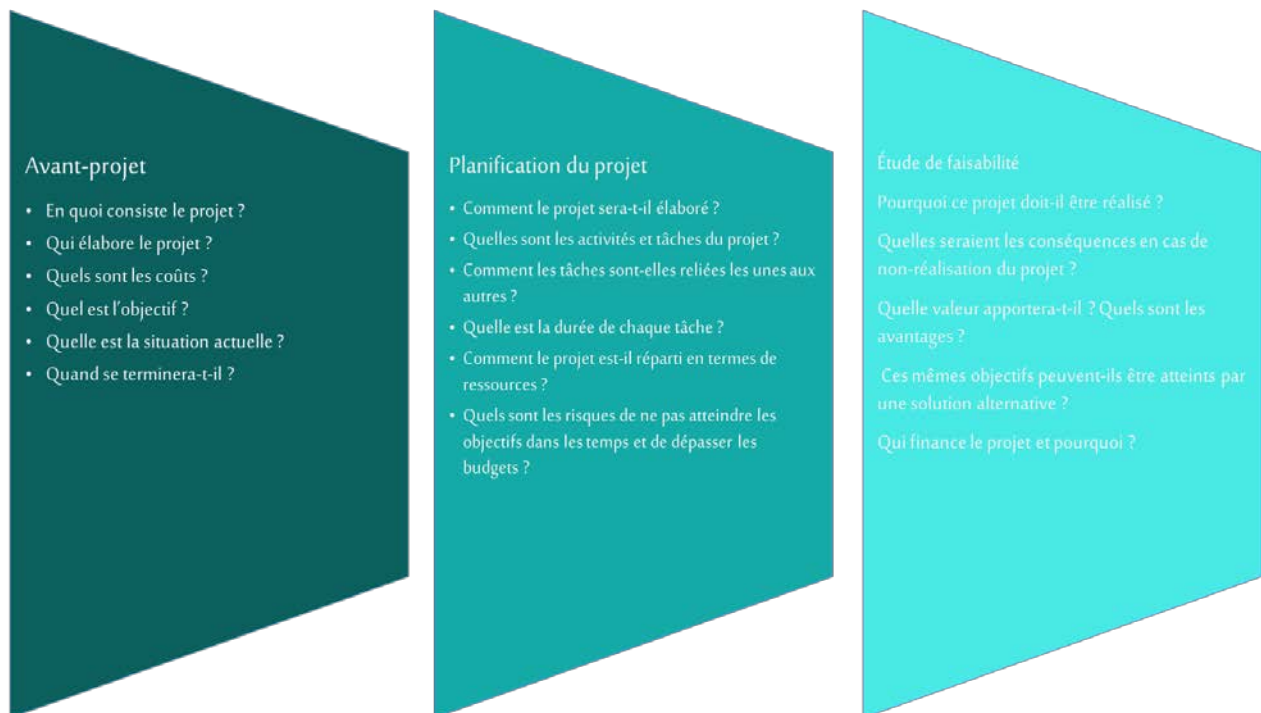 Avant-projet
• En quoi consiste le projet ?
• Qui élabore le projet ?
• Quels sont les coûts ?
• Quel est l'objectif ?
• Quelle est la situation actuelle ?
• Quand se terminera-t-il ?
Planification du projet
• Comment le projet sera-t-il élaboré ?
• Quelles sont les activités et tâches du projet ?
• Comment les tâches sont-elles reliées les unes aux
autres ?
• Quelle est la durée de chaque tâche ?
• Comment le projet est-il réparti en termes de
ressources ?
• Quels sont les risques de ne pas atteindre les
objectifs dans les temps et de dépasser les
budgets ?
Étude de faisabilité
Pourquoi ce projet doit-il être réalisé ?
Quelles seraient les conséquences en cas de
non-réalisation du projet ?
Quelle valeur apportera-t-il ? Quels sont les
avantages ?
Ces mêmes objectifs peuvent-ils être atteints par
une solution alternative ?
Qui finance le projet et pourquoi ?